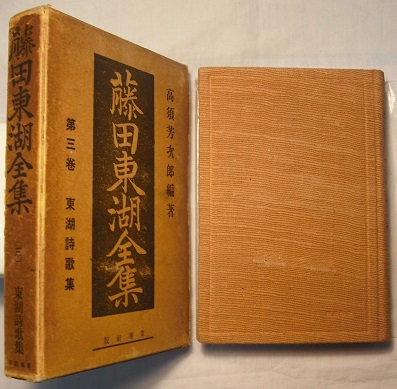 藤田東湖全集
三
東湖詩歌集
高須芳次郎編著
藤田東湖全集
第三巻 東湖詩歌集